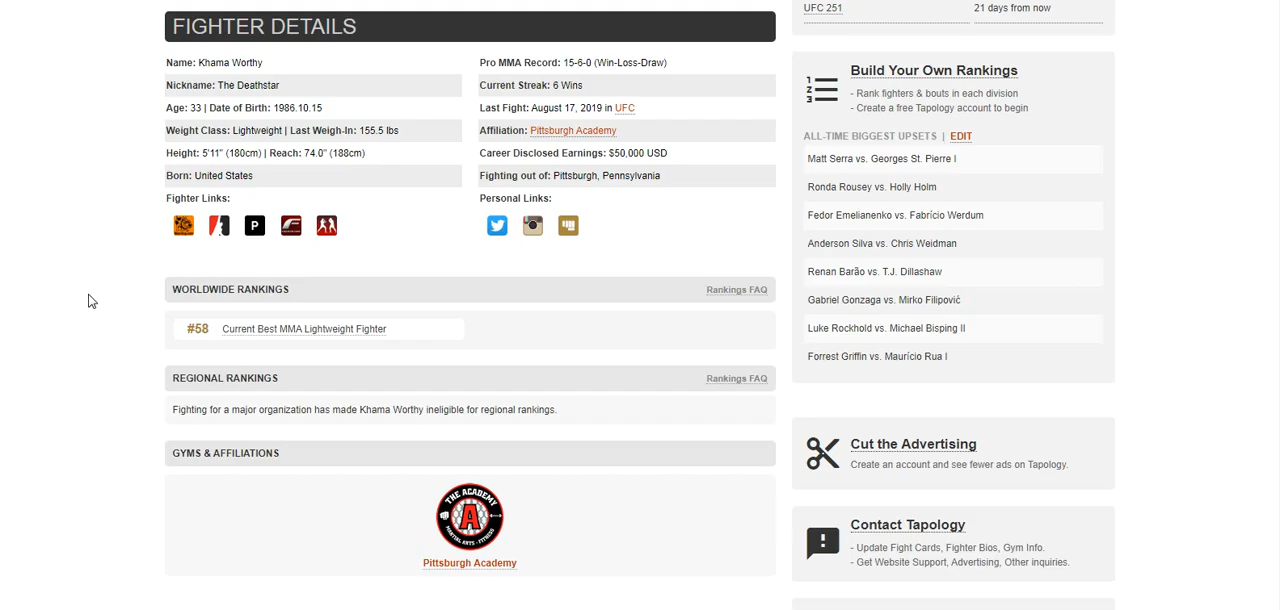 FIGHTER DETAILS
Name: Khama Worthy
Pro MMA Record: 15-6-0 (Win-Loss-Draw)
Nickname: The Deathstar
Current Streak: 6 Wins
Age: 33 | Date of Birth: 1986.10.15
Last Fight: August 17, 2019 in UFC
Weight Class: Lightweight | Last Weigh-In: 155.5 lbs
Affiliation: Pittsburgh Academy
Height: 5'11" (180cm) | Reach: 74.0" (188cm)
Career Disclosed Earnings: $50,000 USD
Born: United States
Fighting out of: Pittsburgh, Pennsylvania
Fighter Links:
Personal Links:
P
WORLDWIDE RANKINGS
Rankings FAQ
#58 Current Best MMA Lightweight Fighter
REGIONAL RANKINGS
Rankings FAQ
Fighting for a major organization has made Khama Worthy ineligible for regional rankings.
GYMS & AFFILIATIONS
THE ACADEMY
A
MARTIAL ARTS - FITNESS
Pittsburgh Academy
UFC 251
21 days from now
1
2
3
Build Your Own Rankings
- Rank fighters & bouts in each division
- Create a free Tapology account to begin
ALL-TIME BIGGEST UPSETS | EDIT
Matt Serra vs. Georges St. Pierre I
Ronda Rousey vs. Holly Holm
Fedor Emelianenko vs. Fabrício Werdum
Anderson Silva vs. Chris Weidman
Renan Barão vs. T.J. Dillashaw
Gabriel Gonzaga vs. Mirko Filipović
Luke Rockhold vs. Michael Bisping II
Forrest Griffin vs. Maurício Rua I
Cut the Advertising
Create an account and see fewer ads on Tapology.
Contact Tapology
- Update Fight Cards, Fighter Bios, Gym Info.
- Get Website Support, Advertising, Other inquiries.